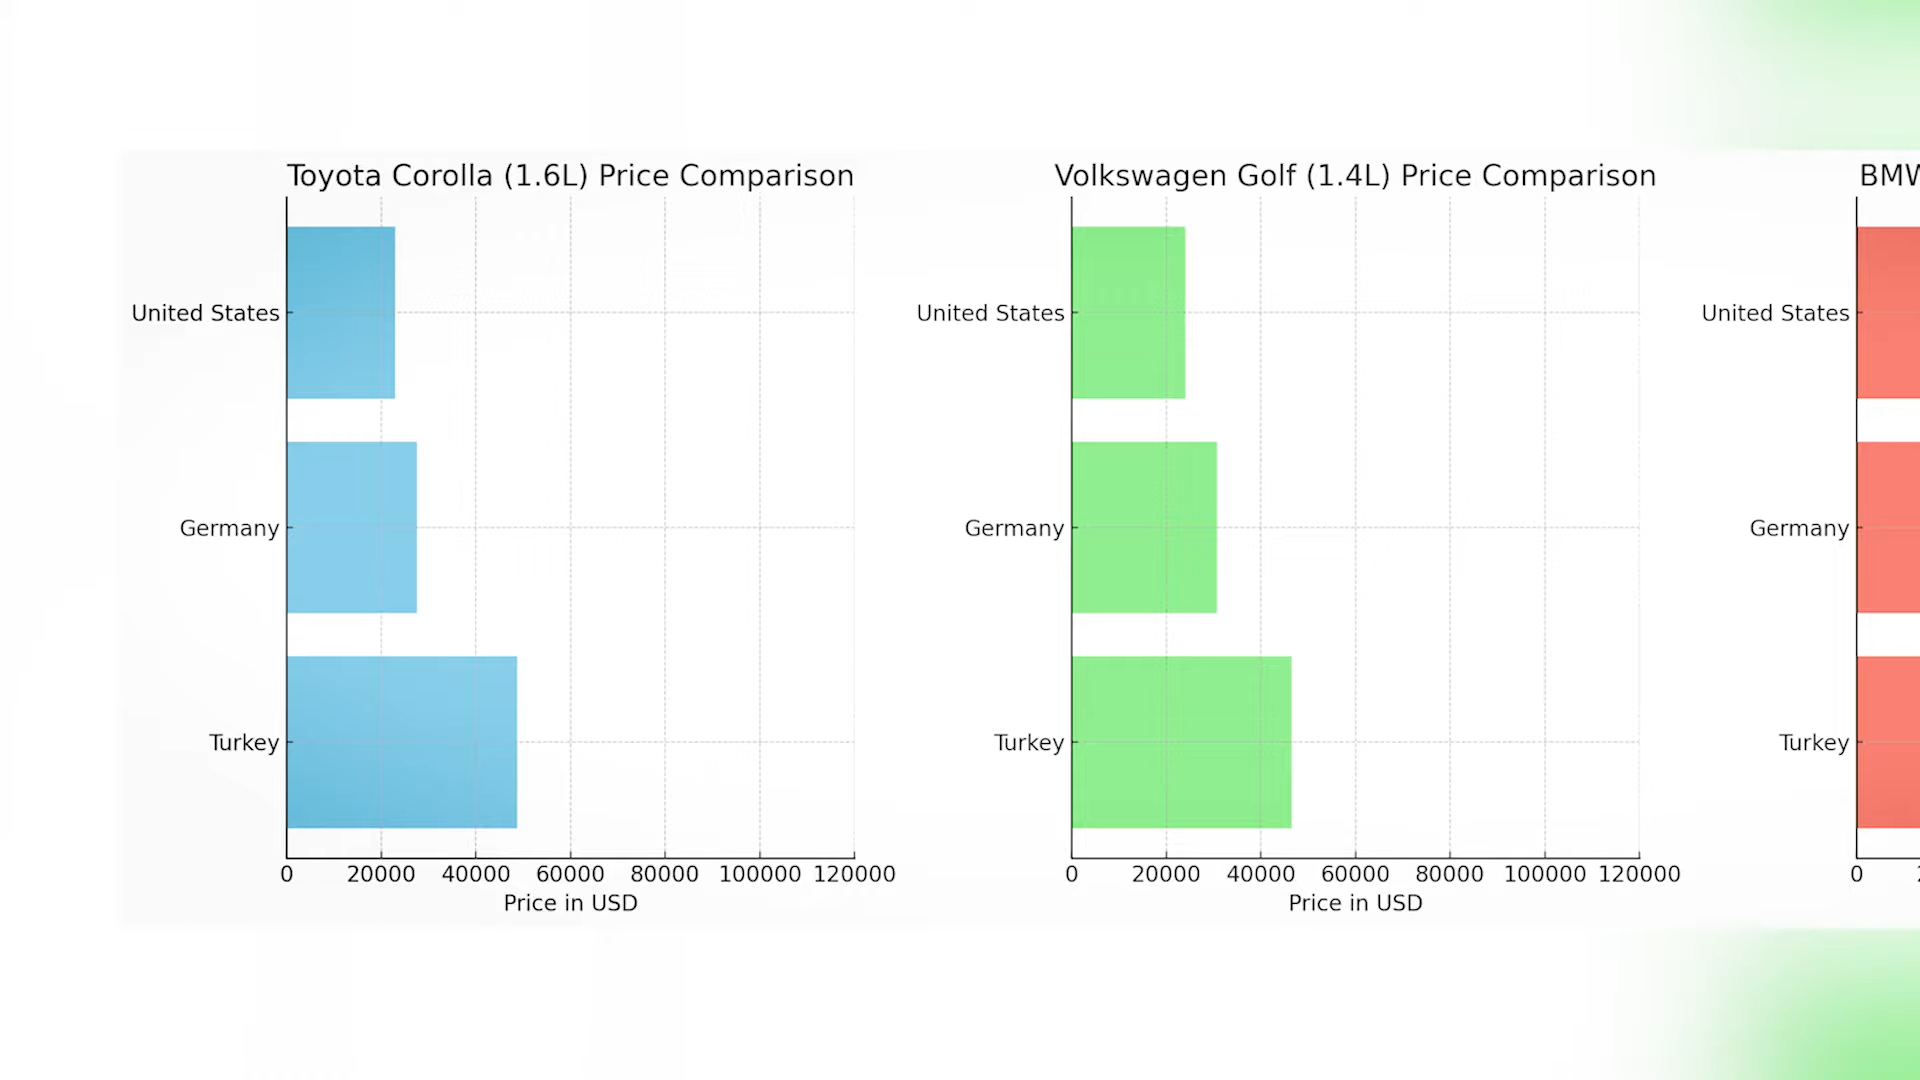 Toyota Corolla (1.6L) Price Comparison
United States
Germany
Turkey
0 20000 40000 60000 80000 100000 120000
Price in USD
Volkswagen Golf (1.4L) Price Comparison
United States
Germany
Turkey
0 20000 40000 60000 80000 100000 120000
Price in USD
BMW
United States
Germany
Turkey
0